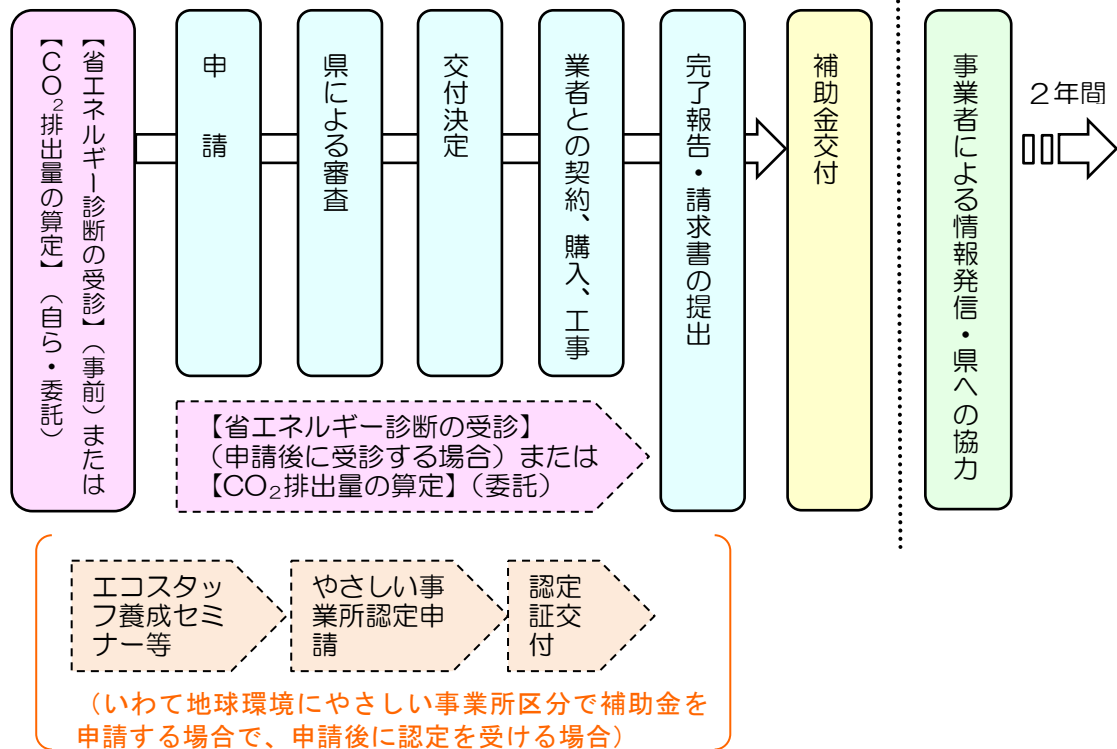 【省エネルギー診断の受診】（事前）または
【CO₂排出量の算定】（自ら・委託）
申　請
県による審査
交付決定
業者との契約、購入、工事
完了報告・請求書の提出
補助金交付
事業者による情報発信・県への協力
２年間
【省エネルギー診断の受診】
（申請後に受診する場合）または
【CO₂排出量の算定】（委託）
エコスタッ
フ養成セミ
ナー等
やさしい事
業所認定申
請
認定
証交
付
（いわて地球環境にやさしい事業所区分で補助金を
申請する場合で、申請後に認定を受ける場合）